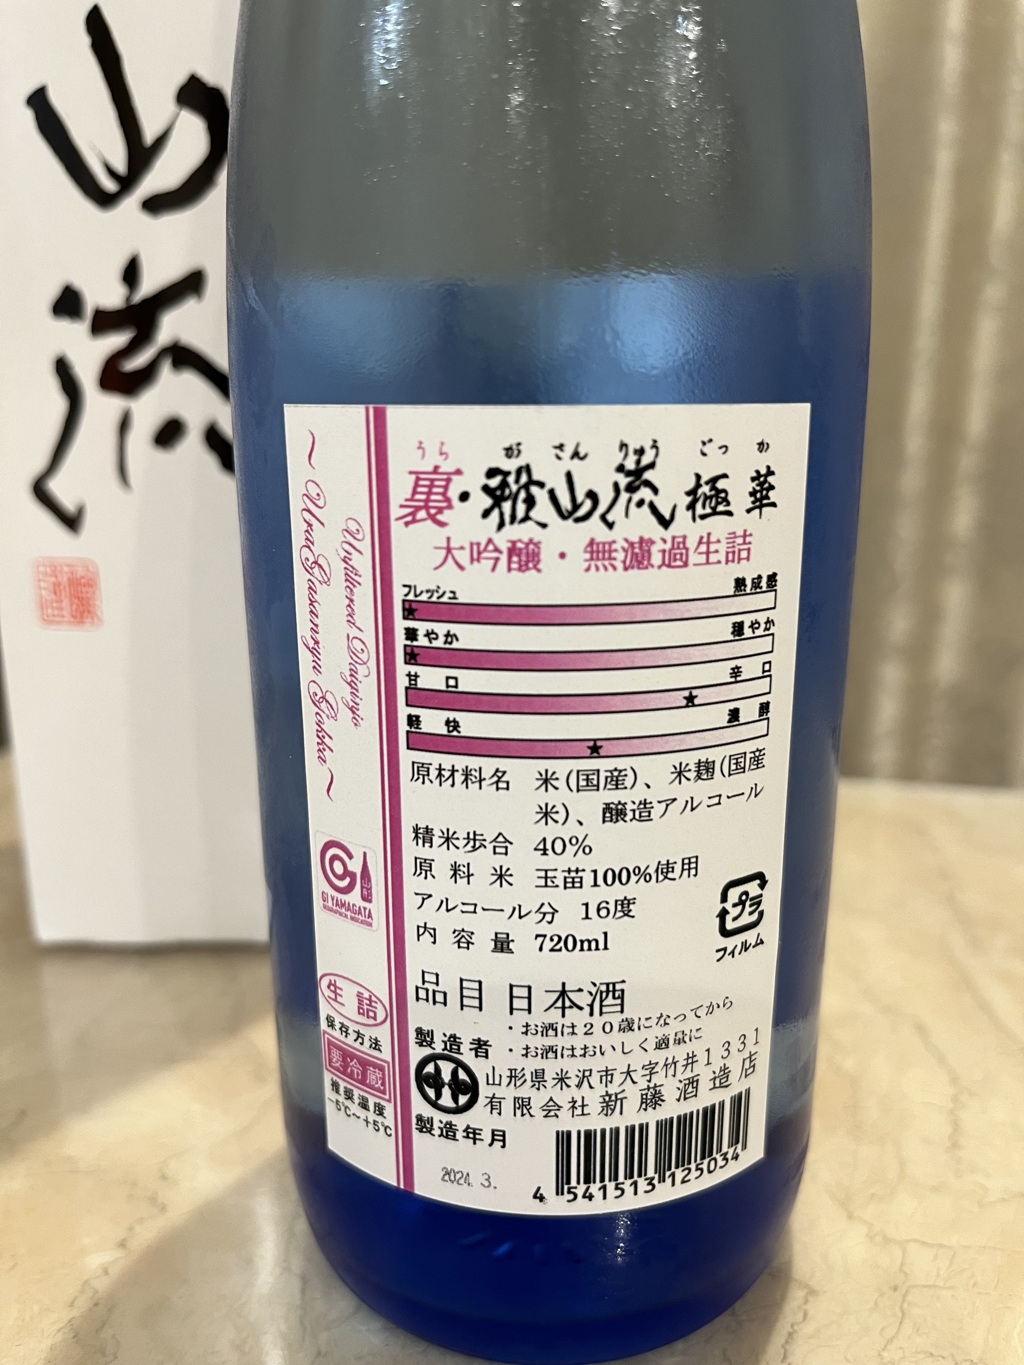 山流
～UraGasanryu Gokka～
Unfiltered Daiginjo
うら がさんりゅう ごっか
裏・雅山流 極華
大吟醸・無濾過生詰
フレッシュ 熟成感
★
華やか 穏やか
★
甘口 辛口
★
軽快 濃醇
★
原材料名 米(国産)、米麹(国産
米)、醸造アルコール
精米歩合 40%
原料米 玉苗100%使用
アルコール分 16度
内容量 720ml
プラ
フィルム
GI YAMAGATA
GEOGRAPHICAL INDICATION
山形
生詰
保存方法
要冷蔵
推奨温度
-5℃～+5℃
品目 日本酒
・お酒は20歳になってから
・お酒はおいしく適量に
製造者
山形県米沢市大字竹井1331
有限会社 新藤酒造店
製造年月
2024. 3.
4 541513 125034